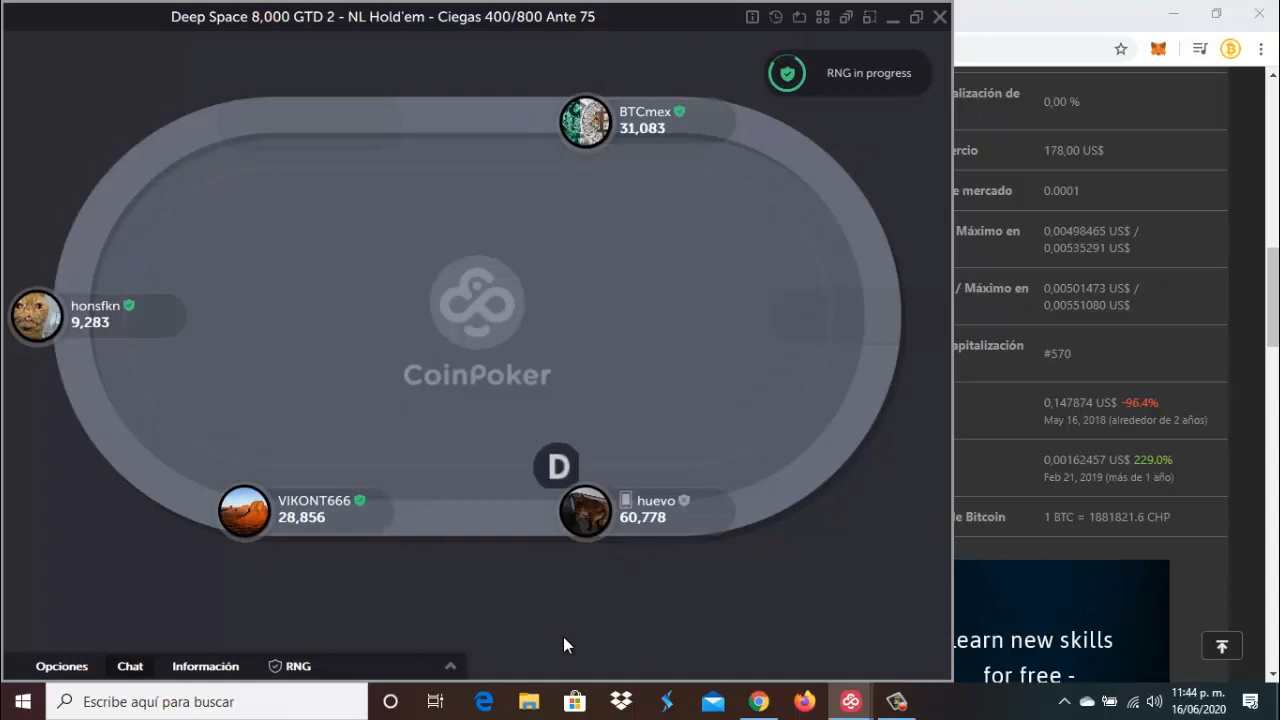 Deep Space 8,000 GTD 2 - NL Hold'em - Ciegas 400/800 Ante 75
RNG in progress
BTCmex
31,083
honsfkn
9,283
CoinPoker
D
VIKONT666
28,856
huevo
60,778
Opciones Chat Información RNG
alización de
0,00 %
ercio 178,00 US$
e mercado 0.0001
Máximo en 0,00498465 US$ /
0,00535291 US$
/ Máximo en 0,00501473 US$ /
0,00551080 US$
apitalización
#570
0,147874 US$ -96.4%
May 16, 2018 (alrededor de 2 años)
0,00162457 US$ 229.0%
Feb 21, 2019 (más de 1 año)
de Bitcoin 1 BTC = 1881821.6 CHP
Learn new skills
for free -
Escribe aquí para buscar
11:44 p. m.
16/06/2020